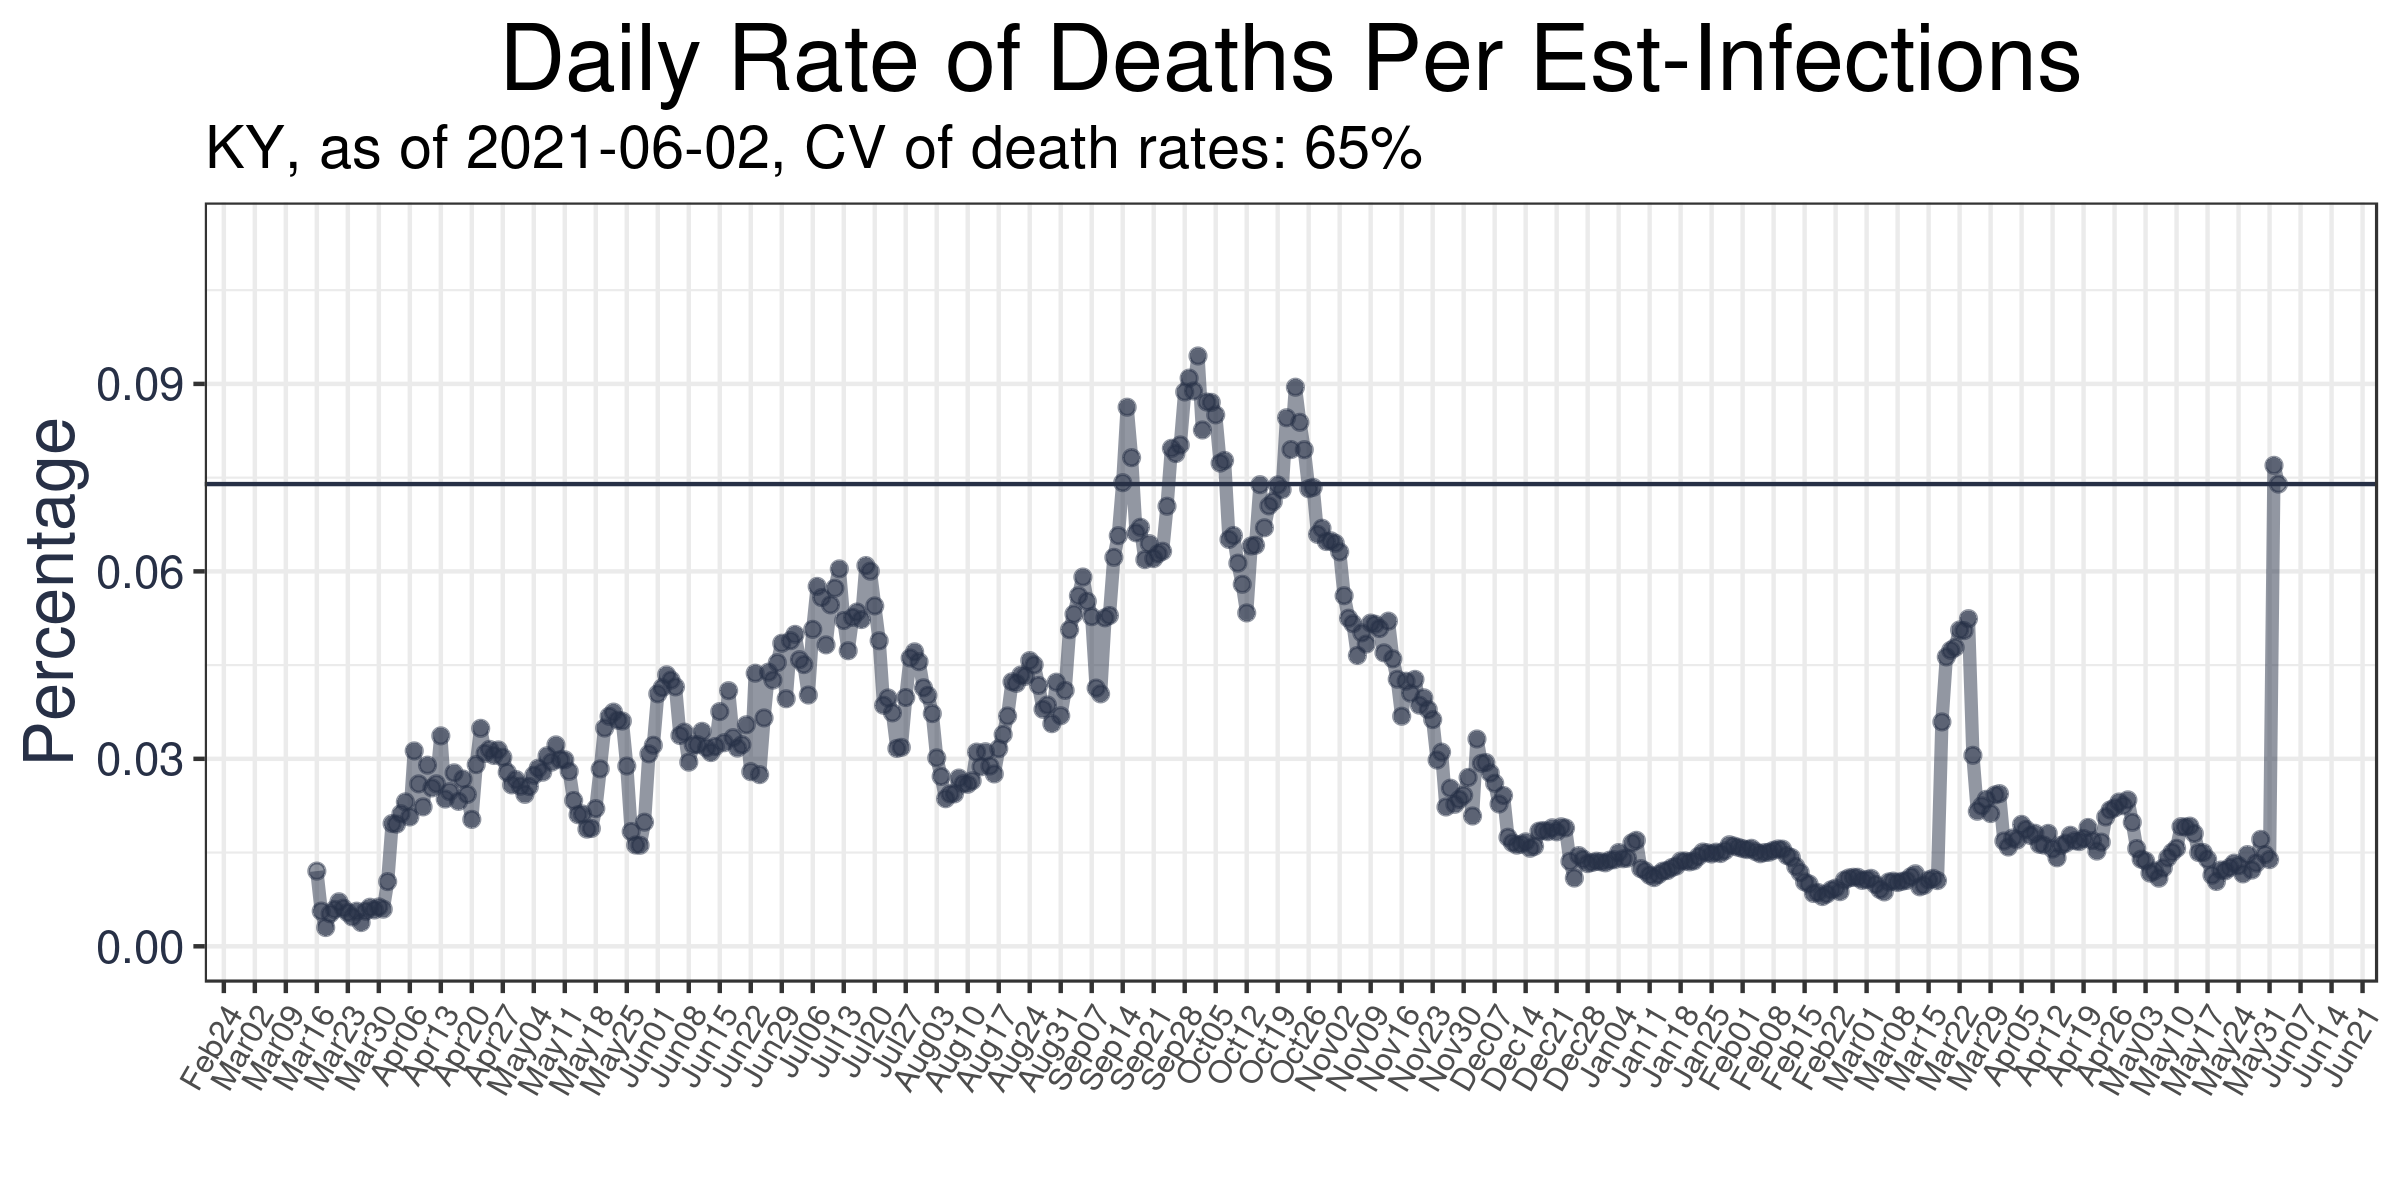 Daily Rate of Deaths Per Est-Infections
KY, as of 2021-06-02, CV of death rates: 65%
Percentage
0.09
0.06
0.03
0.00
Feb24
Mar02
Mar09
Mar16
Mar23
Mar30
Apr06
Apr13
Apr20
Apr27
May04
May11
May18
May25
Jun01
Jun08
Jun15
Jun22
Jun29
Jul06
Jul13
Jul20
Jul27
Aug03
Aug10
Aug17
Aug24
Aug31
Sep07
Sep14
Sep21
Sep28
Oct05
Oct12
Oct19
Oct26
Nov02
Nov09
Nov16
Nov23
Nov30
Dec07
Dec14
Dec21
Dec28
Jan04
Jan11
Jan18
Jan25
Feb01
Feb08
Feb15
Feb22
Mar01
Mar08
Mar15
Mar22
Mar29
Apr05
Apr12
Apr19
Apr26
May03
May10
May17
May24
May31
Jun07
Jun14
Jun21